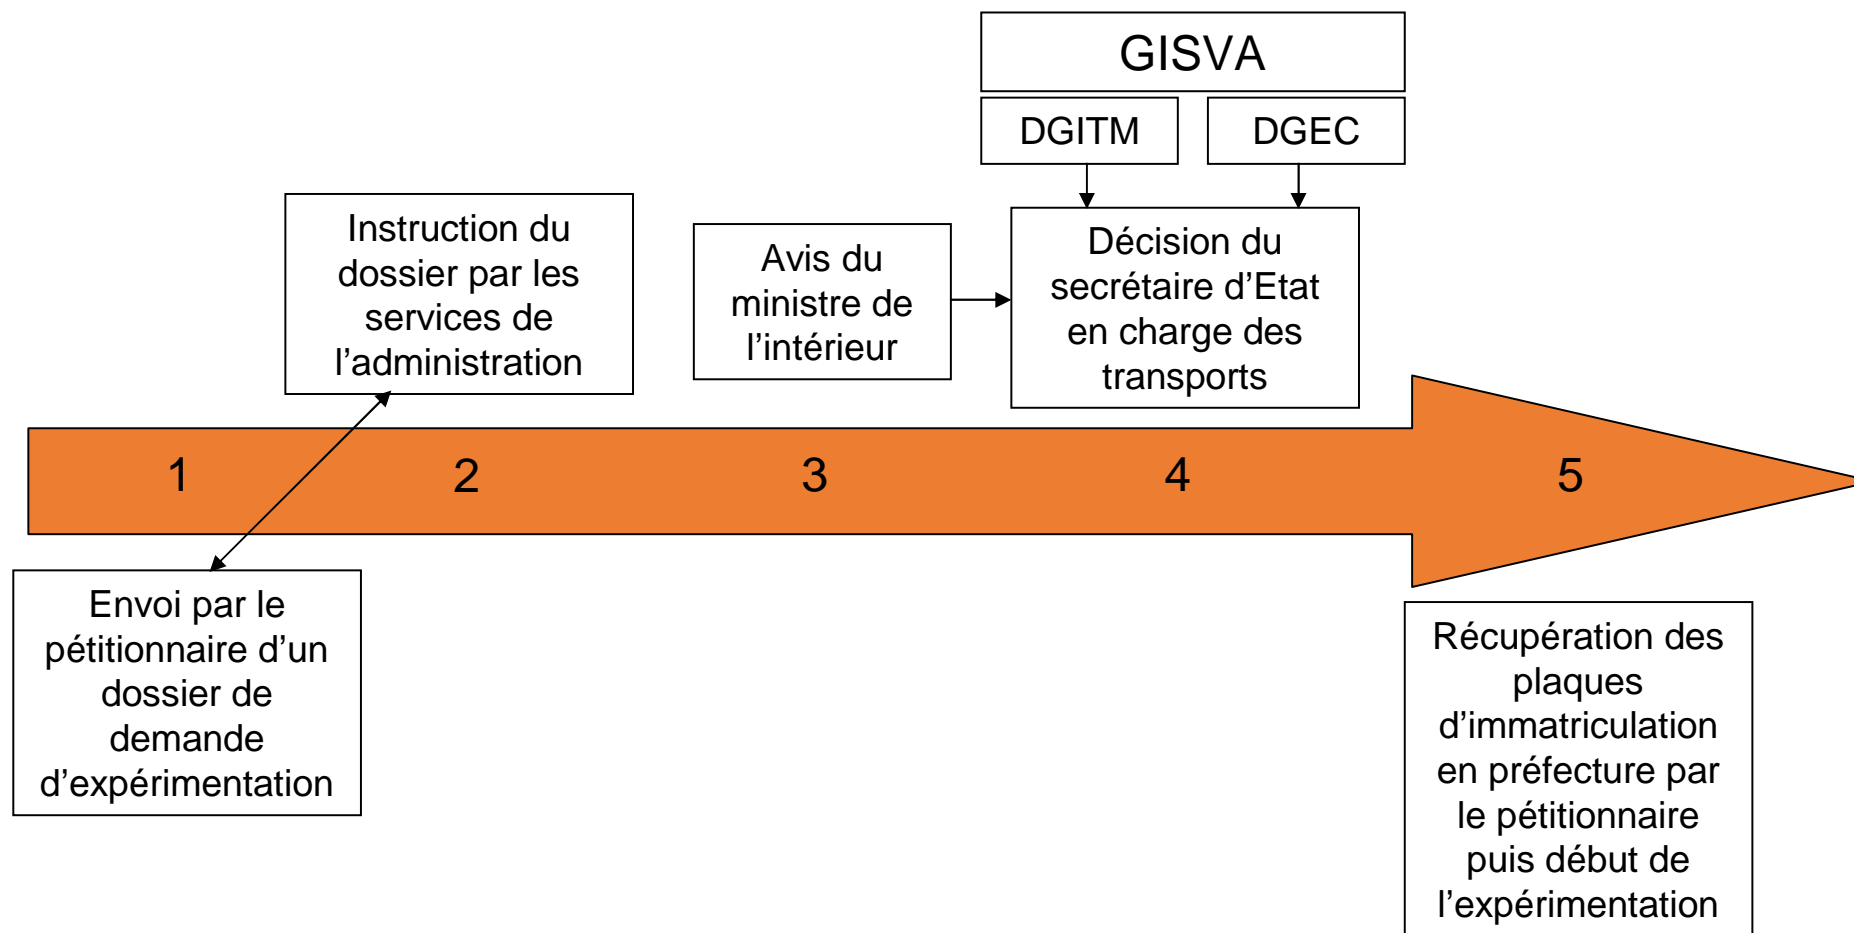 GISVA
DGITM
DGEC
Instruction du
dossier par les
services de
l’administration
Avis du
ministre de
l’intérieur
Décision du
secrétaire d’Etat
en charge des
transports
1
2
3
4
5
Envoi par le
pétitionnaire d’un
dossier de
demande
d’expérimentation
Récupération des
plaques
d’immatriculation
en préfecture par
le pétitionnaire
puis début de
l’expérimentation